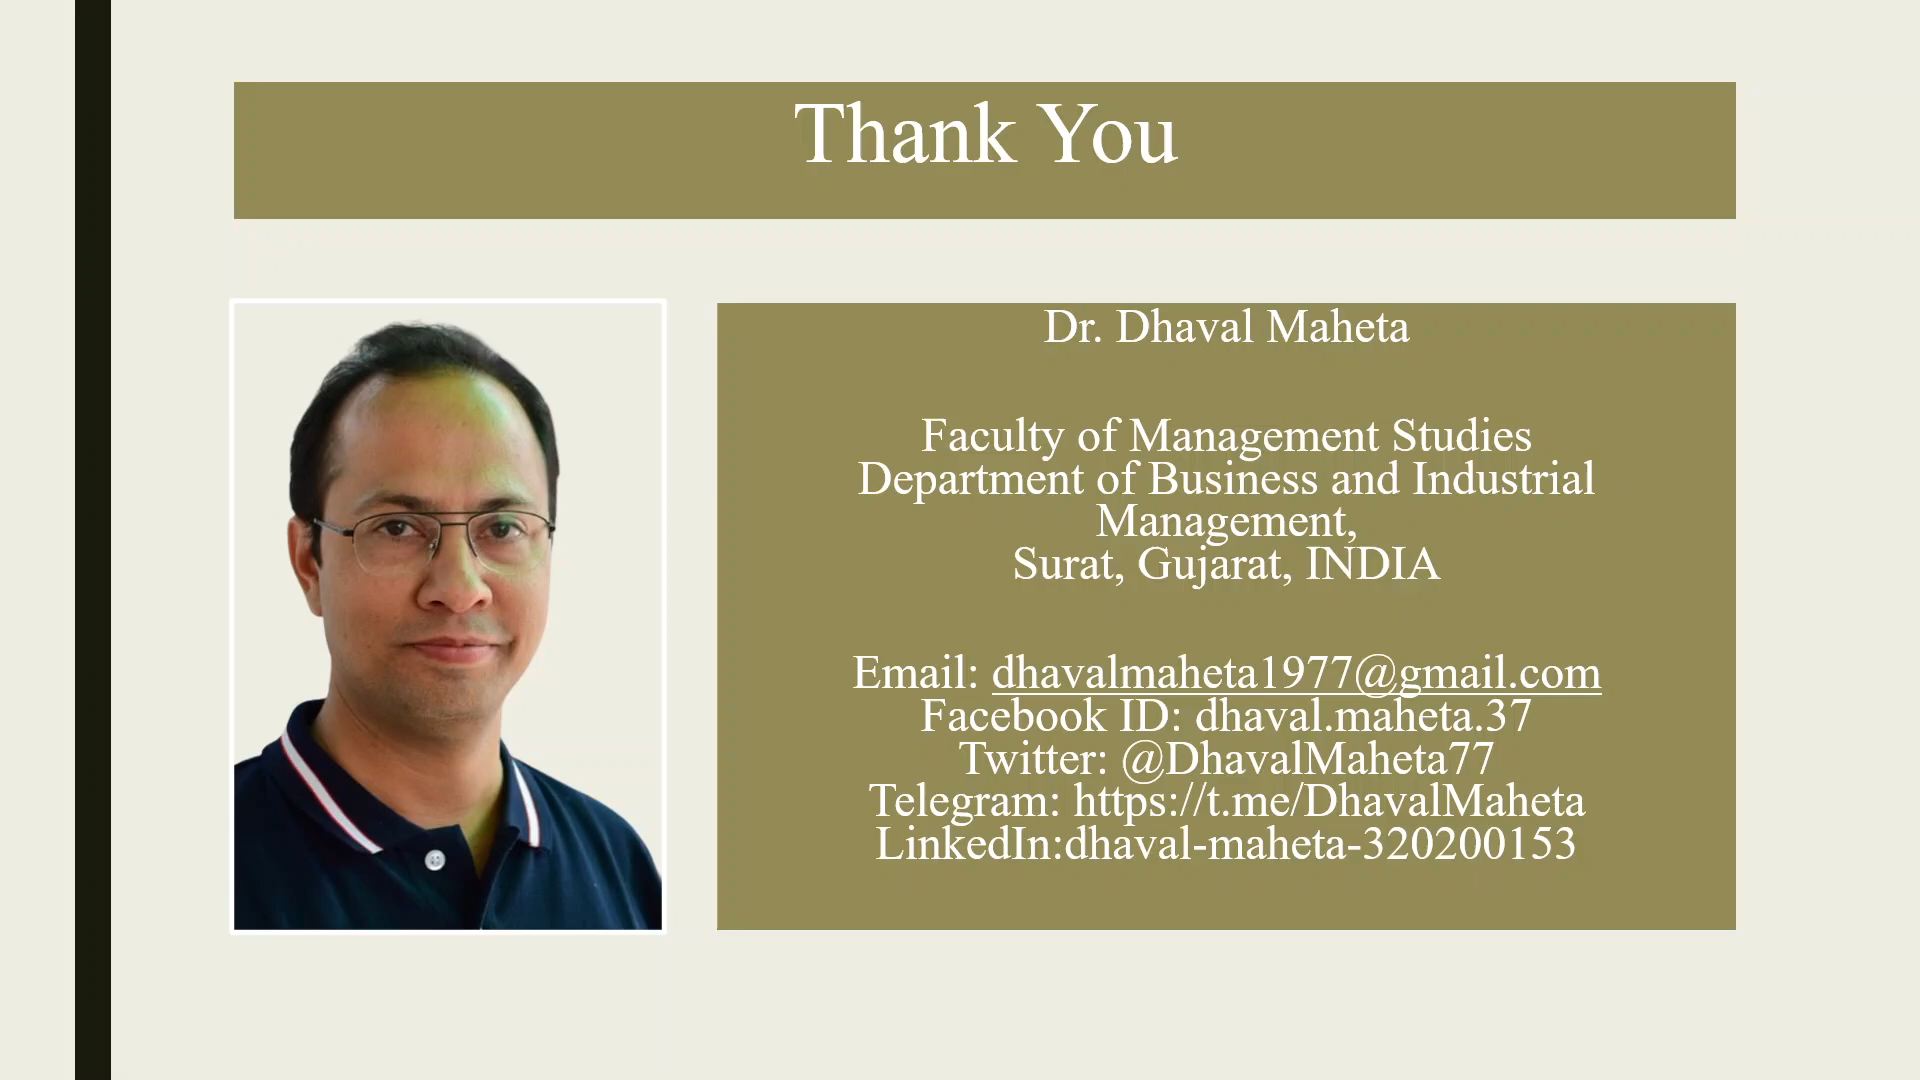 Thank You
Dr. Dhaval Maheta
Faculty of Management Studies
Department of Business and Industrial
Management,
Surat, Gujarat, INDIA
Email: dhavalmaheta1977@gmail.com
Facebook ID: dhaval.maheta.37
Twitter: @DhavalMaheta77
Telegram: https://t.me/DhavalMaheta
LinkedIn:dhaval-maheta-320200153